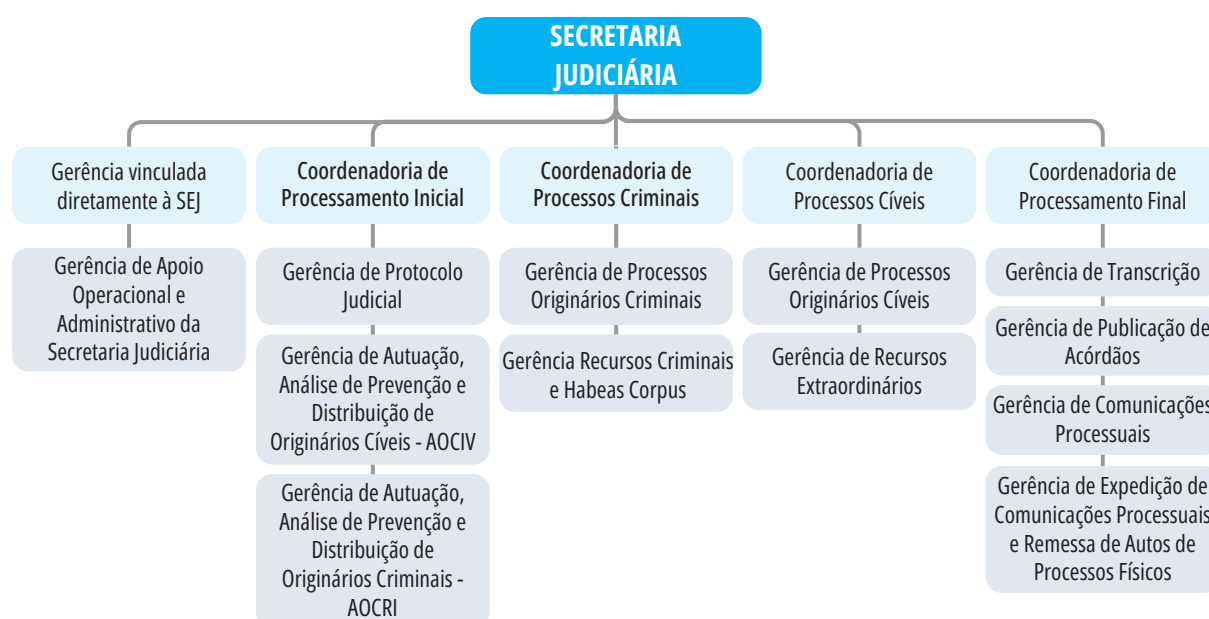 SECRETARIA
JUDICIÁRIA
Gerência vinculada
diretamente à SEJ
Gerência de Apoio
Operacional e
Administrativo da
Secretaria Judiciária
Coordenadoria de
Processamento Inicial
Gerência de Protocolo
Judicial
Gerência de Autuação,
Análise de Prevenção e
Distribuição de
Originários Cíveis - AOCIV
Gerência de Autuação,
Análise de Prevenção e
Distribuição de
Originários Criminais -
AOCRI
Coordenadoria de
Processos Criminais
Gerência de Processos
Originários Criminais
Gerência Recursos Criminais
e Habeas Corpus
Coordenadoria de
Processos Cíveis
Gerência de Processos
Originários Cíveis
Gerência de Recursos
Extraordinários
Coordenadoria de
Processamento Final
Gerência de Transcrição
Gerência de Publicação de
Acórdãos
Gerência de Comunicações
Processuais
Gerência de Expedição de
Comunicações Processuais
e Remessa de Autos de
Processos Físicos